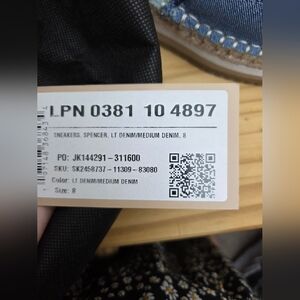 LPN 0381 10 4897
SNEAKERS, SPENCER, LT DENIM/MEDIUM DENIM, 8
PO: JK144291-311600
SKU: SK2458737-11309-83080
Color: LT DENIM/MEDIUM DENIM
Size: 8